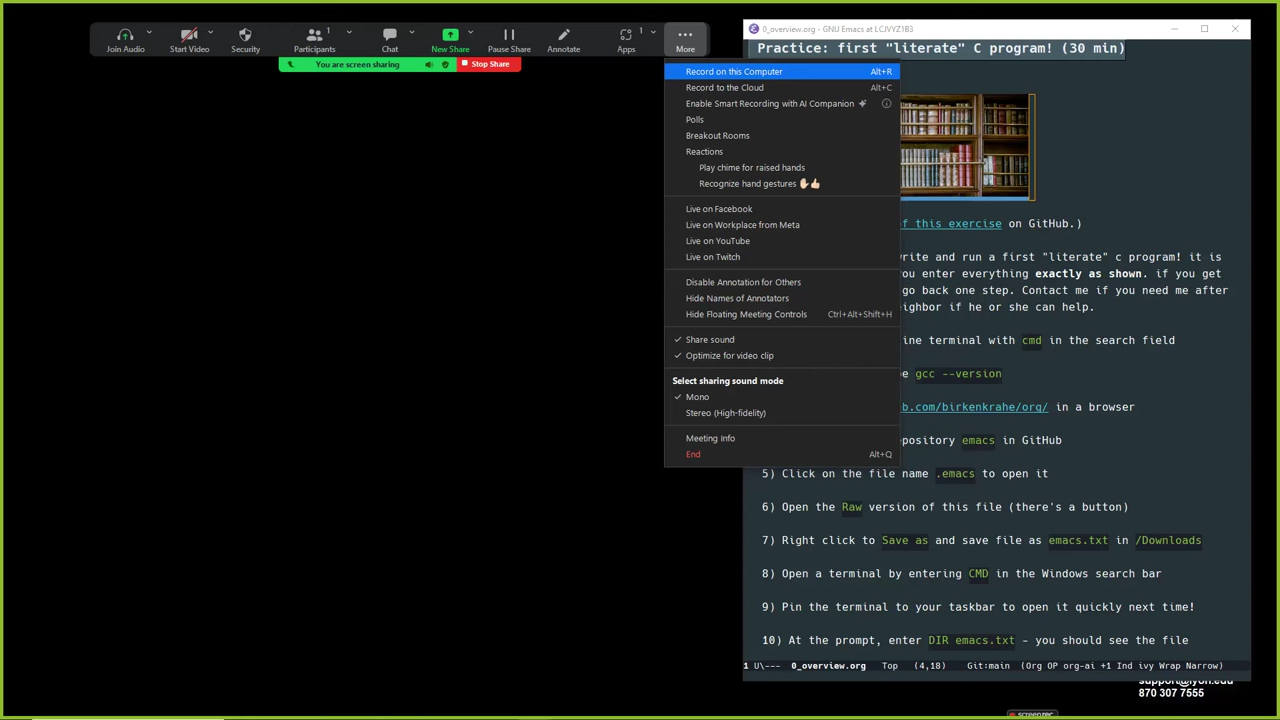 0_overview.org - GNU Emacs at LCJVYZ1B3
Join Audio
Start Video
Security
Participants
1
Chat
New Share
Pause Share
Annotate
Apps
5
More
You are screen sharing
Stop Share
Record on this Computer Alt+R
Record to the Cloud Alt+C
Enable Smart Recording with AI Companion
Polls
Breakout Rooms
Reactions
Play chime for raised hands
Recognize hand gestures ✋👍
Live on Facebook
Live on Workplace from Meta
Live on YouTube
Live on Twitch
Disable Annotation for Others
Hide Names of Annotators
Hide Floating Meeting Controls Ctrl+Alt+Shift+H
✓ Share sound
✓ Optimize for video clip
Select sharing sound mode
✓ Mono
Stereo (High-fidelity)
Meeting Info
End Alt+Q
Practice: first "literate" C program! (30 min)
of this exercise on GitHub.)
write and run a first "literate" c program! it is
you enter everything exactly as shown. if you get
go back one step. Contact me if you need me after
neighbor if he or she can help.
ine terminal with cmd in the search field
gcc --version
b.com/birkenkrahe/org/ in a browser
epository emacs in GitHub
5) Click on the file name .emacs to open it
6) Open the Raw version of this file (there's a button)
7) Right click to Save as and save file as emacs.txt in /Downloads
8) Open a terminal by entering CMD in the Windows search bar
9) Pin the terminal to your taskbar to open it quickly next time!
10) At the prompt, enter DIR emacs.txt - you should see the file
1 U\--- 0_overview.org Top (4,18) Git:main (Org OP org-ai +1 Ind ivy Wrap Narrow)
support@lyon.edu
870 307 7555
screenrec